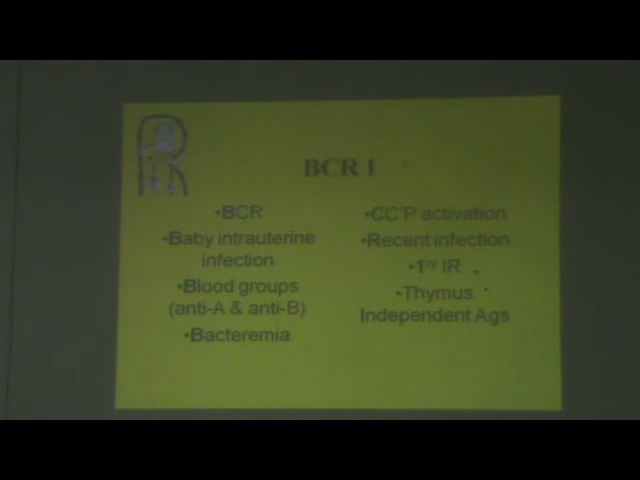 BCR 1
•BCR
•Baby intrauterine
infection
•Blood groups
(anti-A & anti-B)
•Bacteremia
•CC'P activation
•Recent infection
•1ry IR
•Thymus
Independent Ags